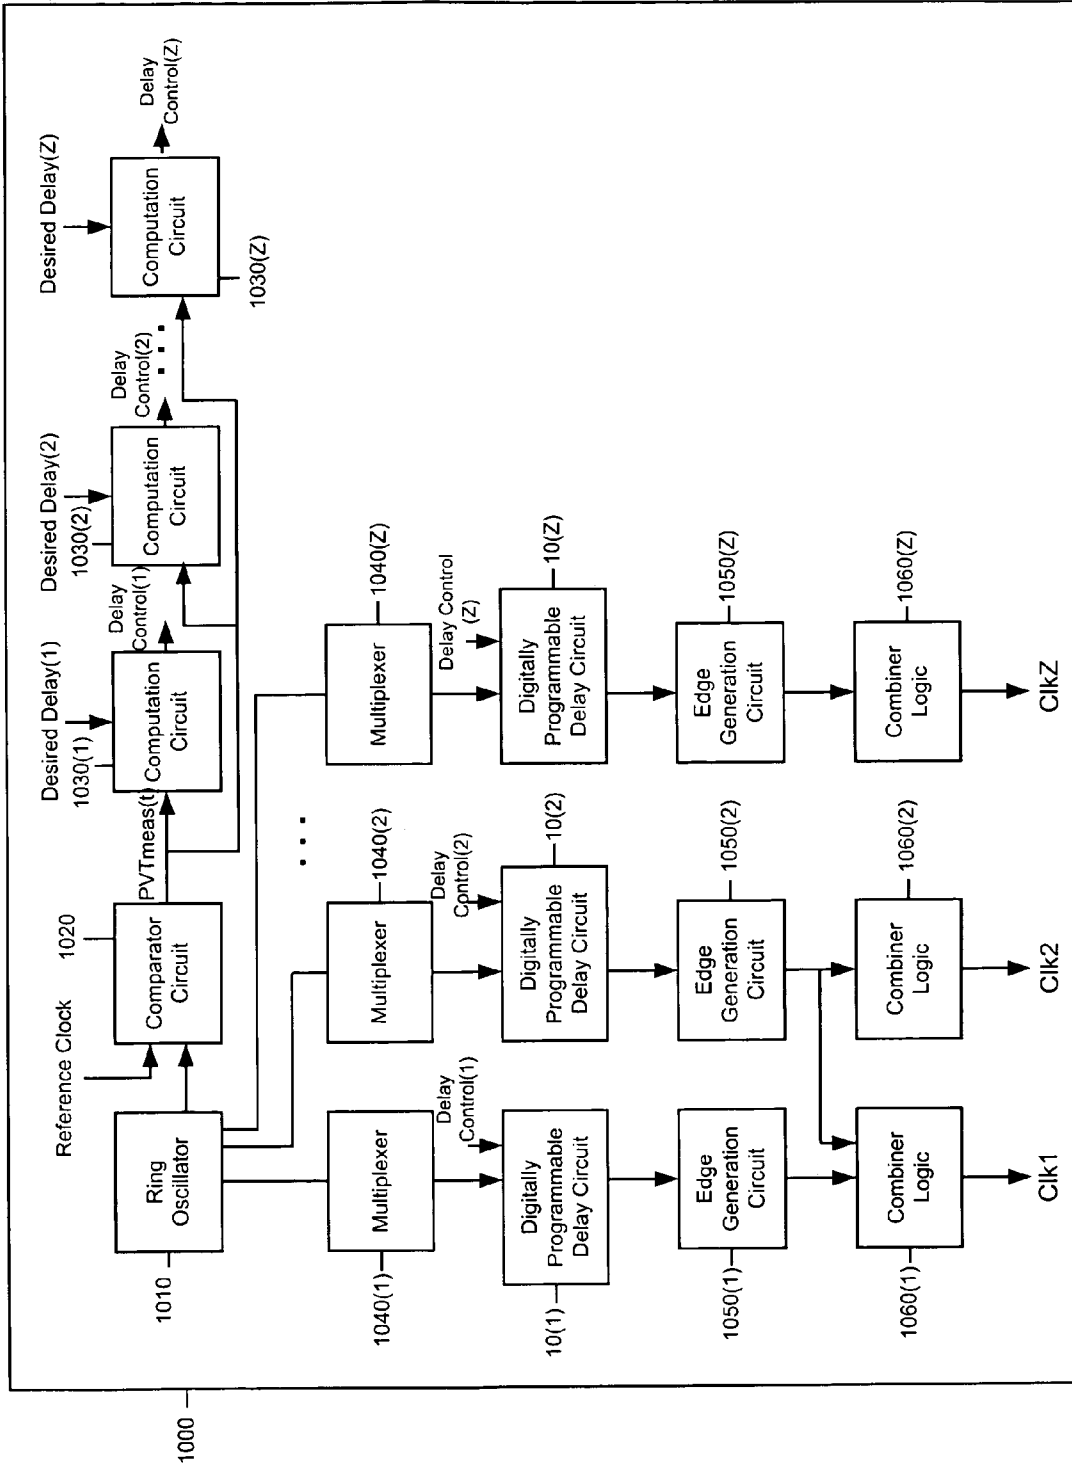 1000
Reference Clock
1020
Desired Delay(1)
1030(1)
Desired Delay(2)
1030(2)
Desired Delay(Z)
Ring
Oscillator
1010
Comparator
Circuit
PVTmeas(t)
Computation
Circuit
Delay
Control(1)
Computation
Circuit
Delay
Control(2)
Computation
Circuit
Delay
Control(Z)
1030(Z)
1040(1)
Multiplexer
Multiplexer
1040(2)
Multiplexer
1040(Z)
Delay
Control(1)
Delay
Control(2)
Delay Control
(Z)
10(1)
Digitally
Programmable
Delay Circuit
Digitally
Programmable
Delay Circuit
10(2)
Digitally
Programmable
Delay Circuit
10(Z)
1050(1)
Edge
Generation
Circuit
Edge
Generation
Circuit
1050(2)
Edge
Generation
Circuit
1050(Z)
1060(1)
Combiner
Logic
Combiner
Logic
1060(2)
Combiner
Logic
1060(Z)
Clk1
Clk2
ClkZ